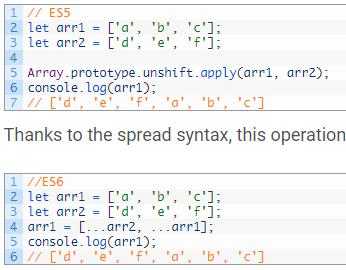 1 // ES5
2 let arr1 = ['a', 'b', 'c'];
3 let arr2 = ['d', 'e', 'f'];
4
5 Array.prototype.unshift.apply(arr1, arr2);
6 console.log(arr1);
7 // ['d', 'e', 'f', 'a', 'b', 'c']
Thanks to the spread syntax, this operation
1 //ES6
2 let arr1 = ['a', 'b', 'c'];
3 let arr2 = ['d', 'e', 'f'];
4 arr1 = [...arr2, ...arr1];
5 console.log(arr1);
6 // ['d', 'e', 'f', 'a', 'b', 'c']